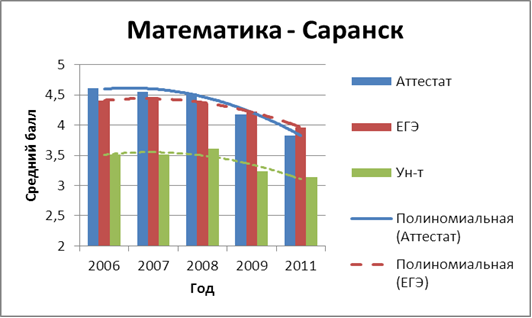 Математика - Саранск
5
4,5
4
3,5
3
2,5
2
Средний балл
2006 2007 2008 2009 2011
Год
Аттестат
ЕГЭ
Ун-т
Полиномиальная
(Аттестат)
Полиномиальная
(ЕГЭ)